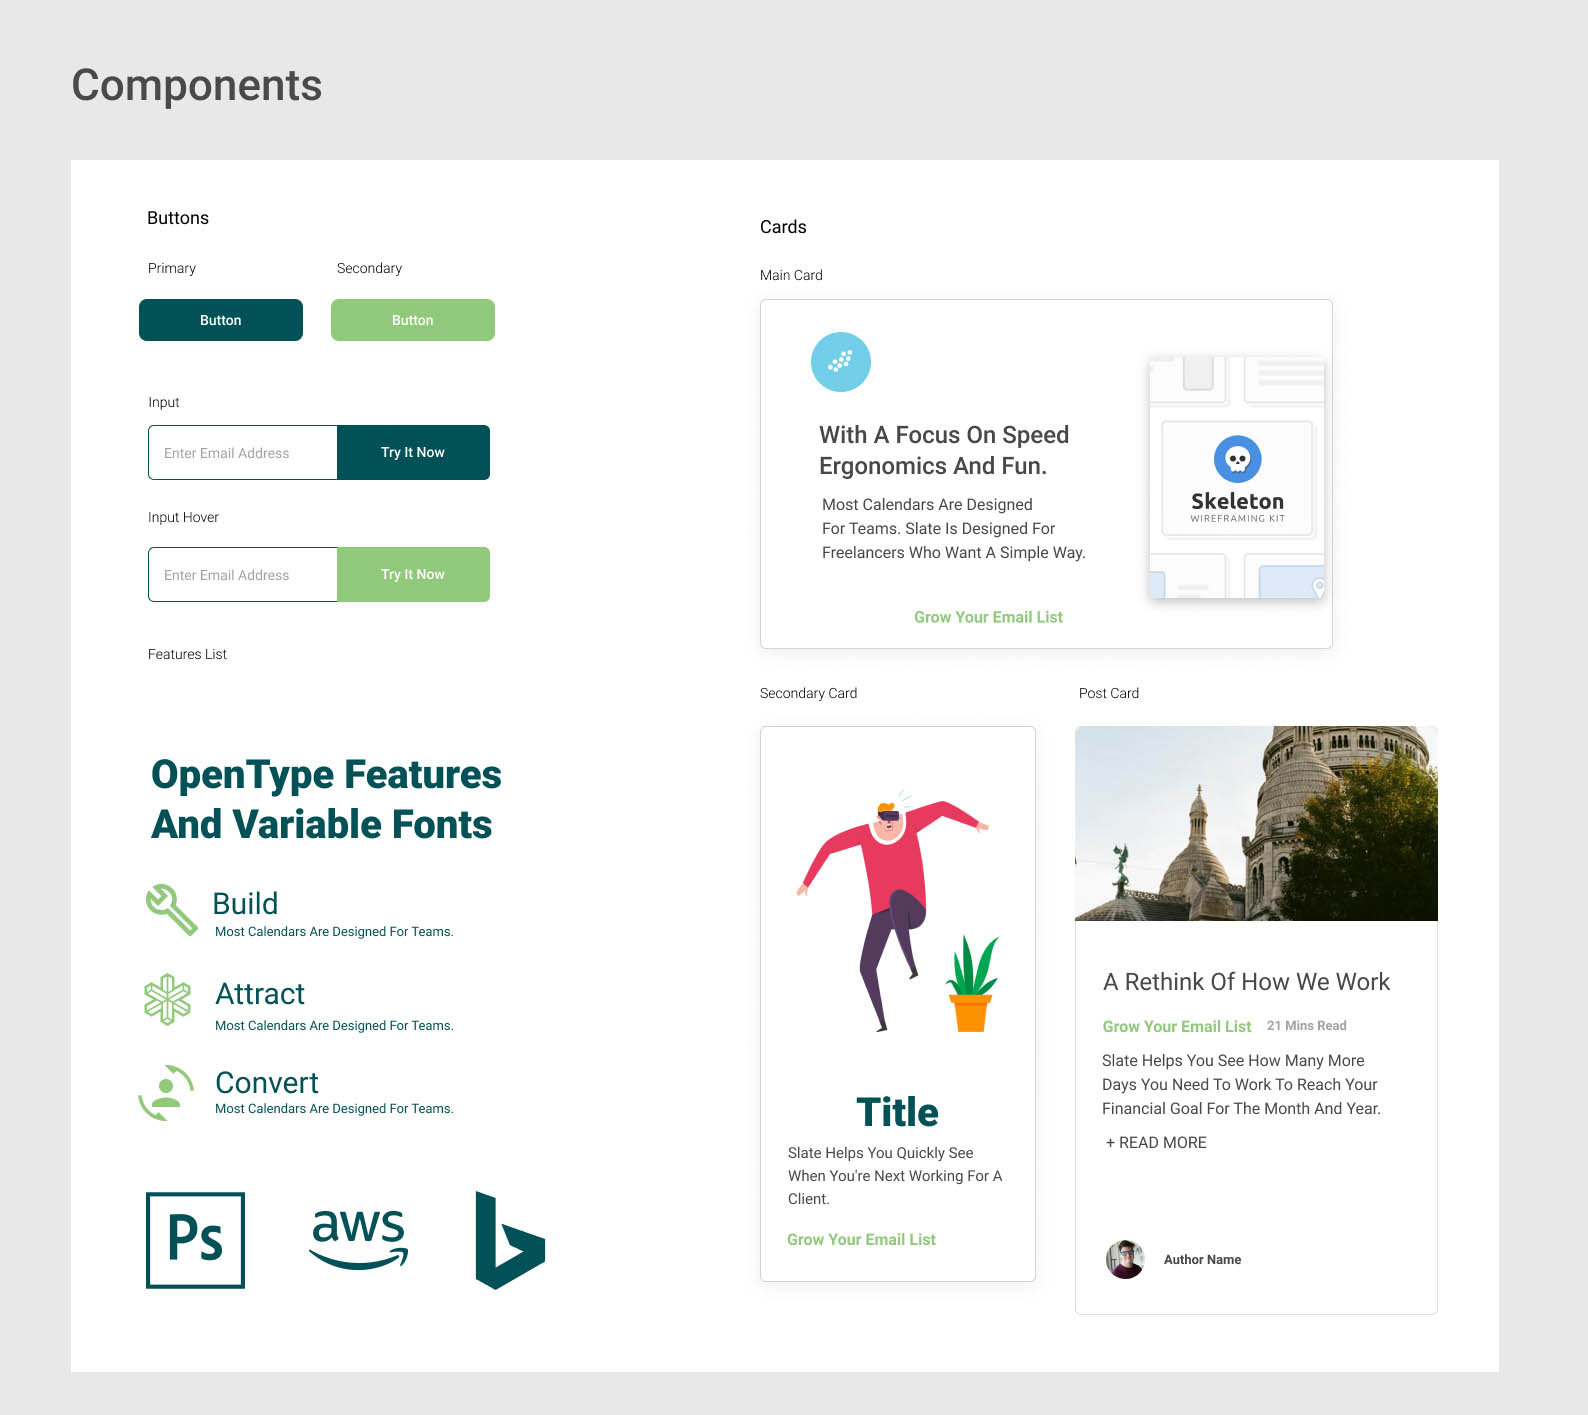 Components
Buttons
Primary
Secondary
Button
Button
Input
Enter Email Address
Try It Now
Input Hover
Enter Email Address
Try It Now
Features List
OpenType Features
And Variable Fonts
Build
Most Calendars Are Designed For Teams.
Attract
Most Calendars Are Designed For Teams.
Convert
Most Calendars Are Designed For Teams.
Ps
aws
Cards
Main Card
With A Focus On Speed
Ergonomics And Fun.
Most Calendars Are Designed
For Teams. Slate Is Designed For
Freelancers Who Want A Simple Way.
Grow Your Email List
Skeleton
WIREFRAMING KIT
Secondary Card
Title
Slate Helps You Quickly See
When You're Next Working For A
Client.
Grow Your Email List
Post Card
A Rethink Of How We Work
Grow Your Email List
21 Mins Read
Slate Helps You See How Many More
Days You Need To Work To Reach Your
Financial Goal For The Month And Year.
+ READ MORE
Author Name